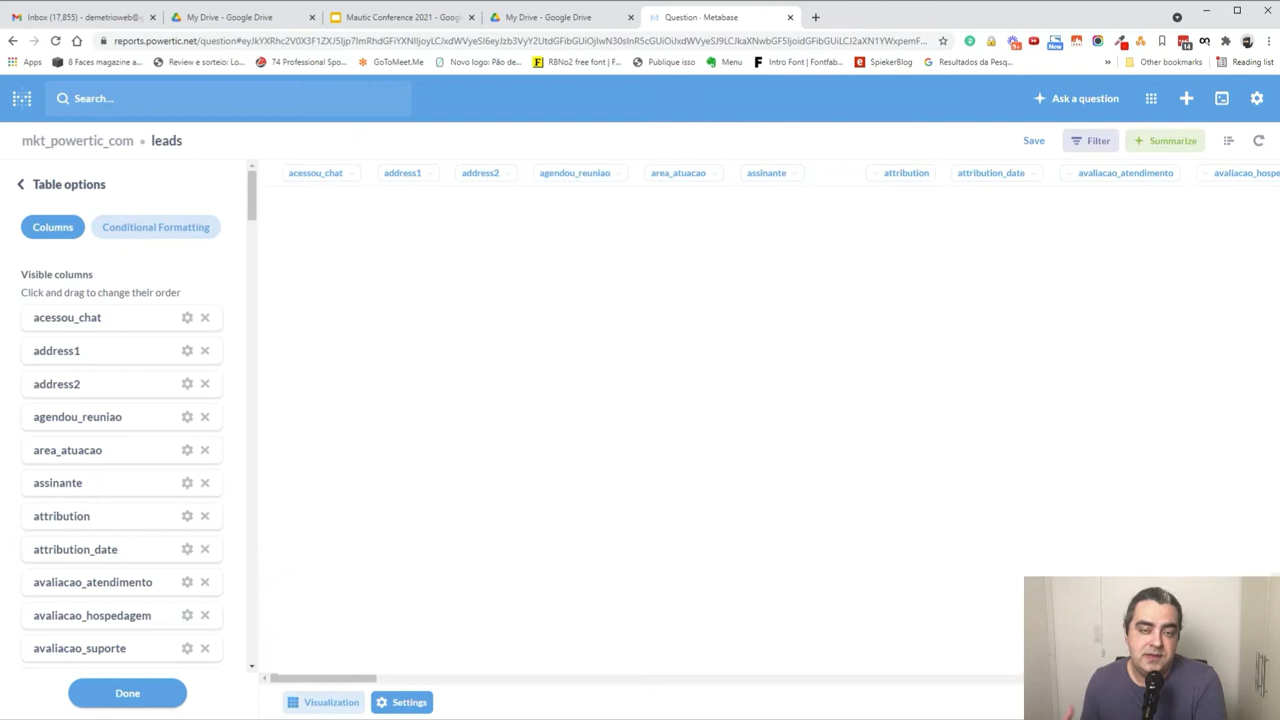 Inbox (17,855) - demetrioweb@g
My Drive - Google Drive
Mautic Conference 2021 - Google
My Drive - Google Drive
Question · Metabase
Apps
8 Faces magazine a...
Review e sorteio: Lo...
74 Professional Spo...
GoToMeet.Me
Novo logo: Pão de...
RBNo2 free font | F...
Publique isso
Menu
Intro Font | Fontfab...
SpiekerBlog
Resultados da Pesq...
Other bookmarks
Reading list
Search...
Ask a question
mkt_powertic_com • leads
Save
Filter
Summarize
Table options
Columns
Conditional Formatting
Visible columns
Click and drag to change their order
acessou_chat
address1
address2
agendou_reuniao
area_atuacao
assinante
attribution
attribution_date
avaliacao_atendimento
avaliacao_hospedagem
avaliacao_suporte
Done
acessou_chat
address1
address2
agendou_reuniao
area_atuacao
assinante
attribution
attribution_date
avaliacao_atendimento
avaliacao_hospe
Visualization
Settings